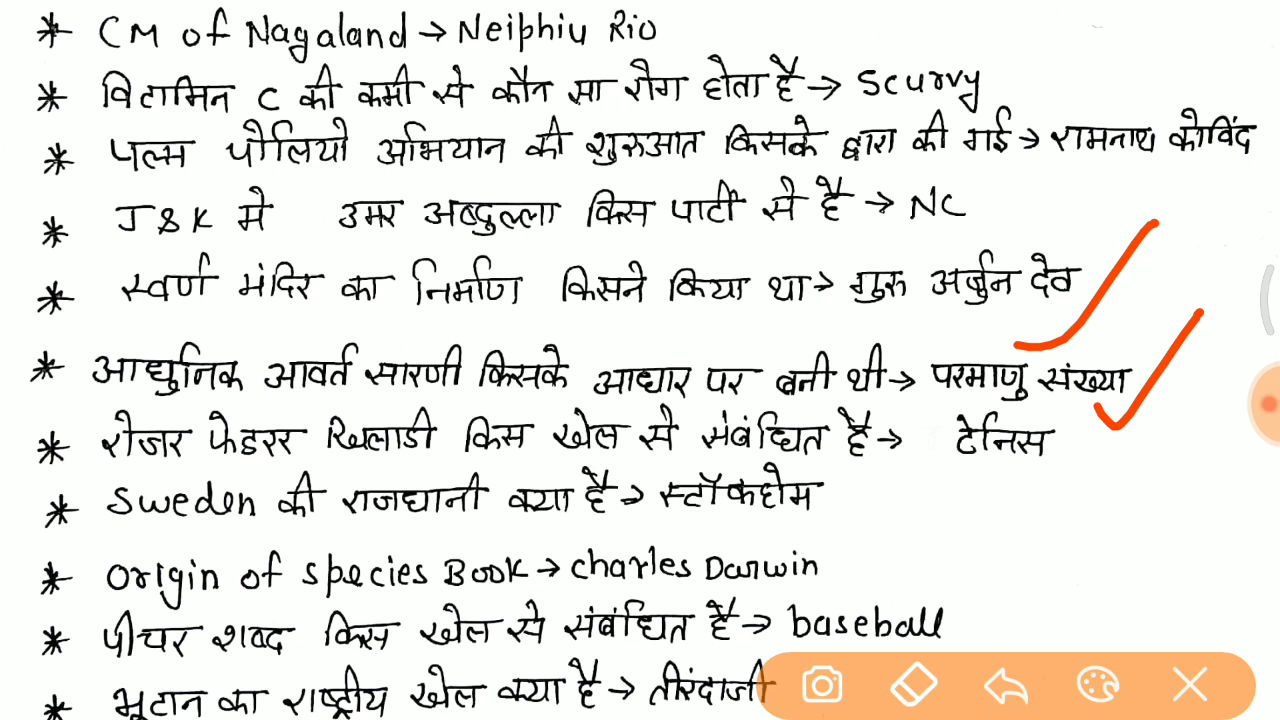 * CM of Nagaland → Neiphiu Rio
* विटामिन C की कमी से कौन सा रोग होता है → Scurvy
* पल्स पोलियो अभियान की शुरुआत किसके द्वारा की गई → रामनाथ कोविंद
* J & K मे उमर अब्दुल्ला किस पार्टी से है → NC
* स्वर्ण मंदिर का निर्माण किसने किया था → गुरु अर्जुन देव
* आधुनिक आवर्त सारणी किसके आधार पर बनी थी → परमाणु संख्या
* रोजर फेडरर खिलाडी किस खेल से संबंधित है → टेनिस
* Sweden की राजधानी क्या है → स्टॉकहोम
* Origin of Species Book → Charles Darwin
* पीचर शब्द किस खेल से संबंधित है → baseball
* भूटान का राष्ट्रीय खेल क्या है → तीरंदाजी